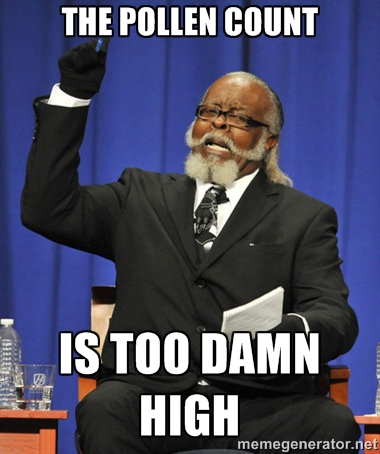 THE POLLEN COUNT
IS TOO DAMN
HIGH
memegenerator.net